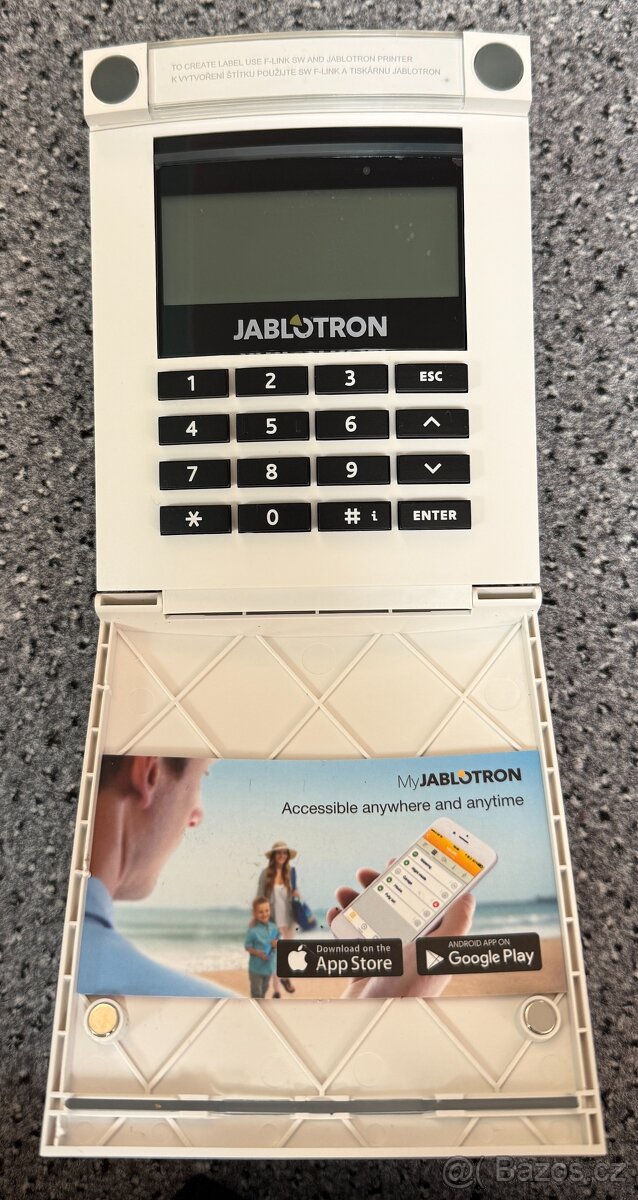 TO CREATE LABEL USE F-LINK SW AND JABLOTRON PRINTER
K VYTVOŘENÍ ŠTÍTKU POUŽIJTE SW F-LINK A TISKÁRNU JABLOTRON
JABLOTRON
1 2 3 ESC
4 5 6
7 8 9
* 0 # i ENTER
MyJABLOTRON
Accessible anywhere and anytime
Download on the
App Store
ANDROID APP ON
Google Play
Bazos.cz